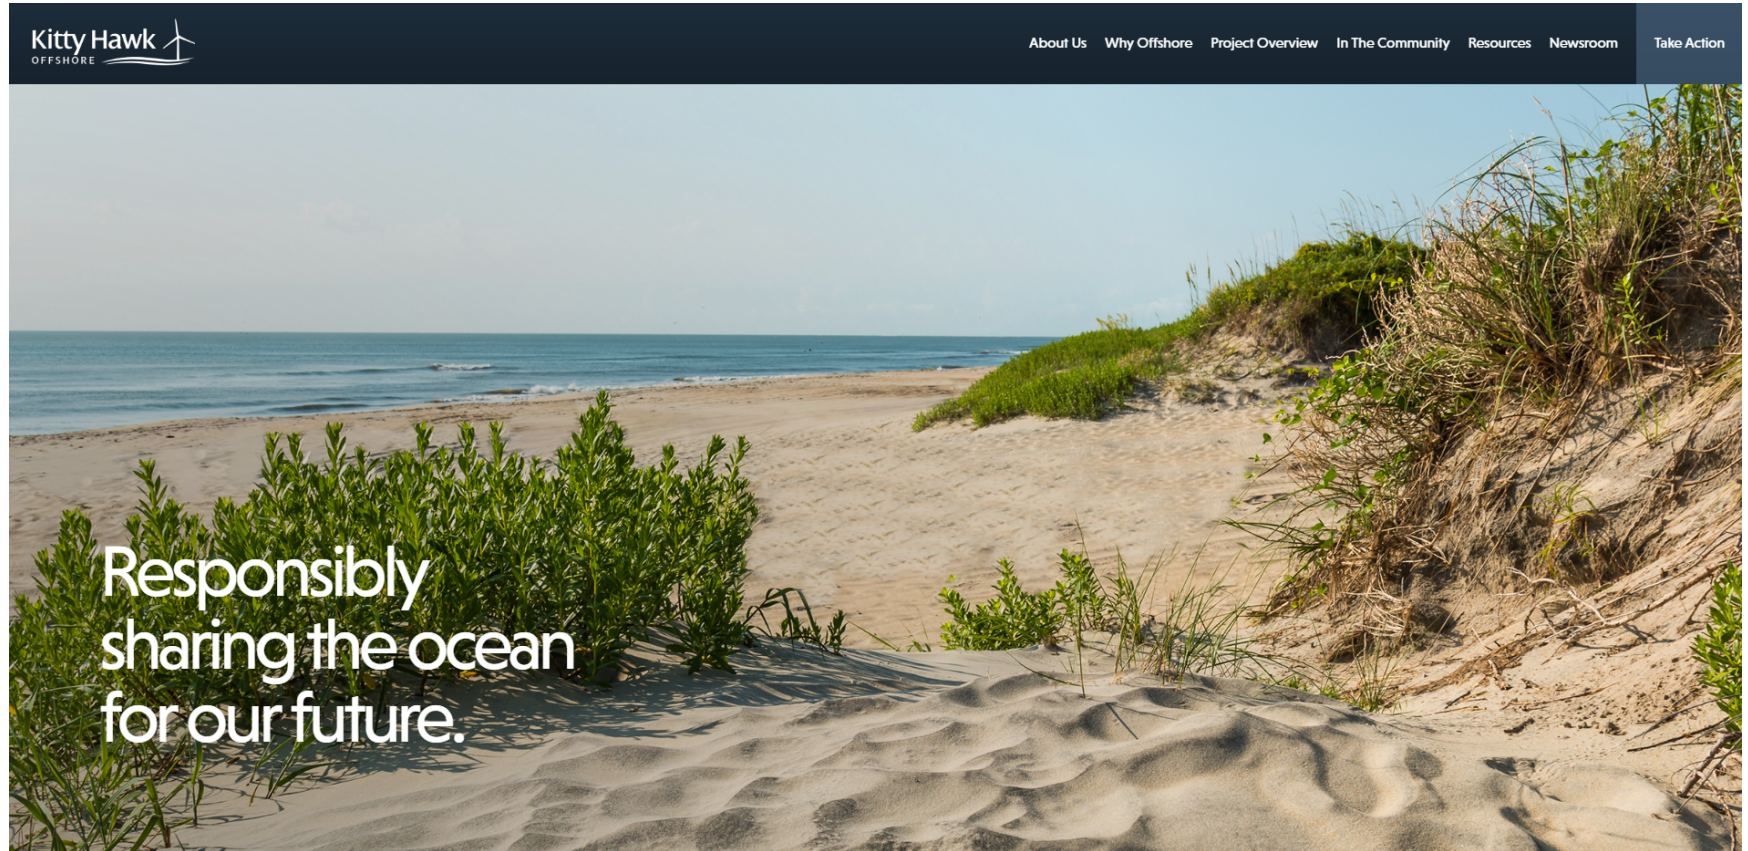 Kitty Hawk
OFFSHORE
About Us
Why Offshore
Project Overview
In The Community
Resources
Newsroom
Take Action
Responsibly
sharing the ocean
for our future.